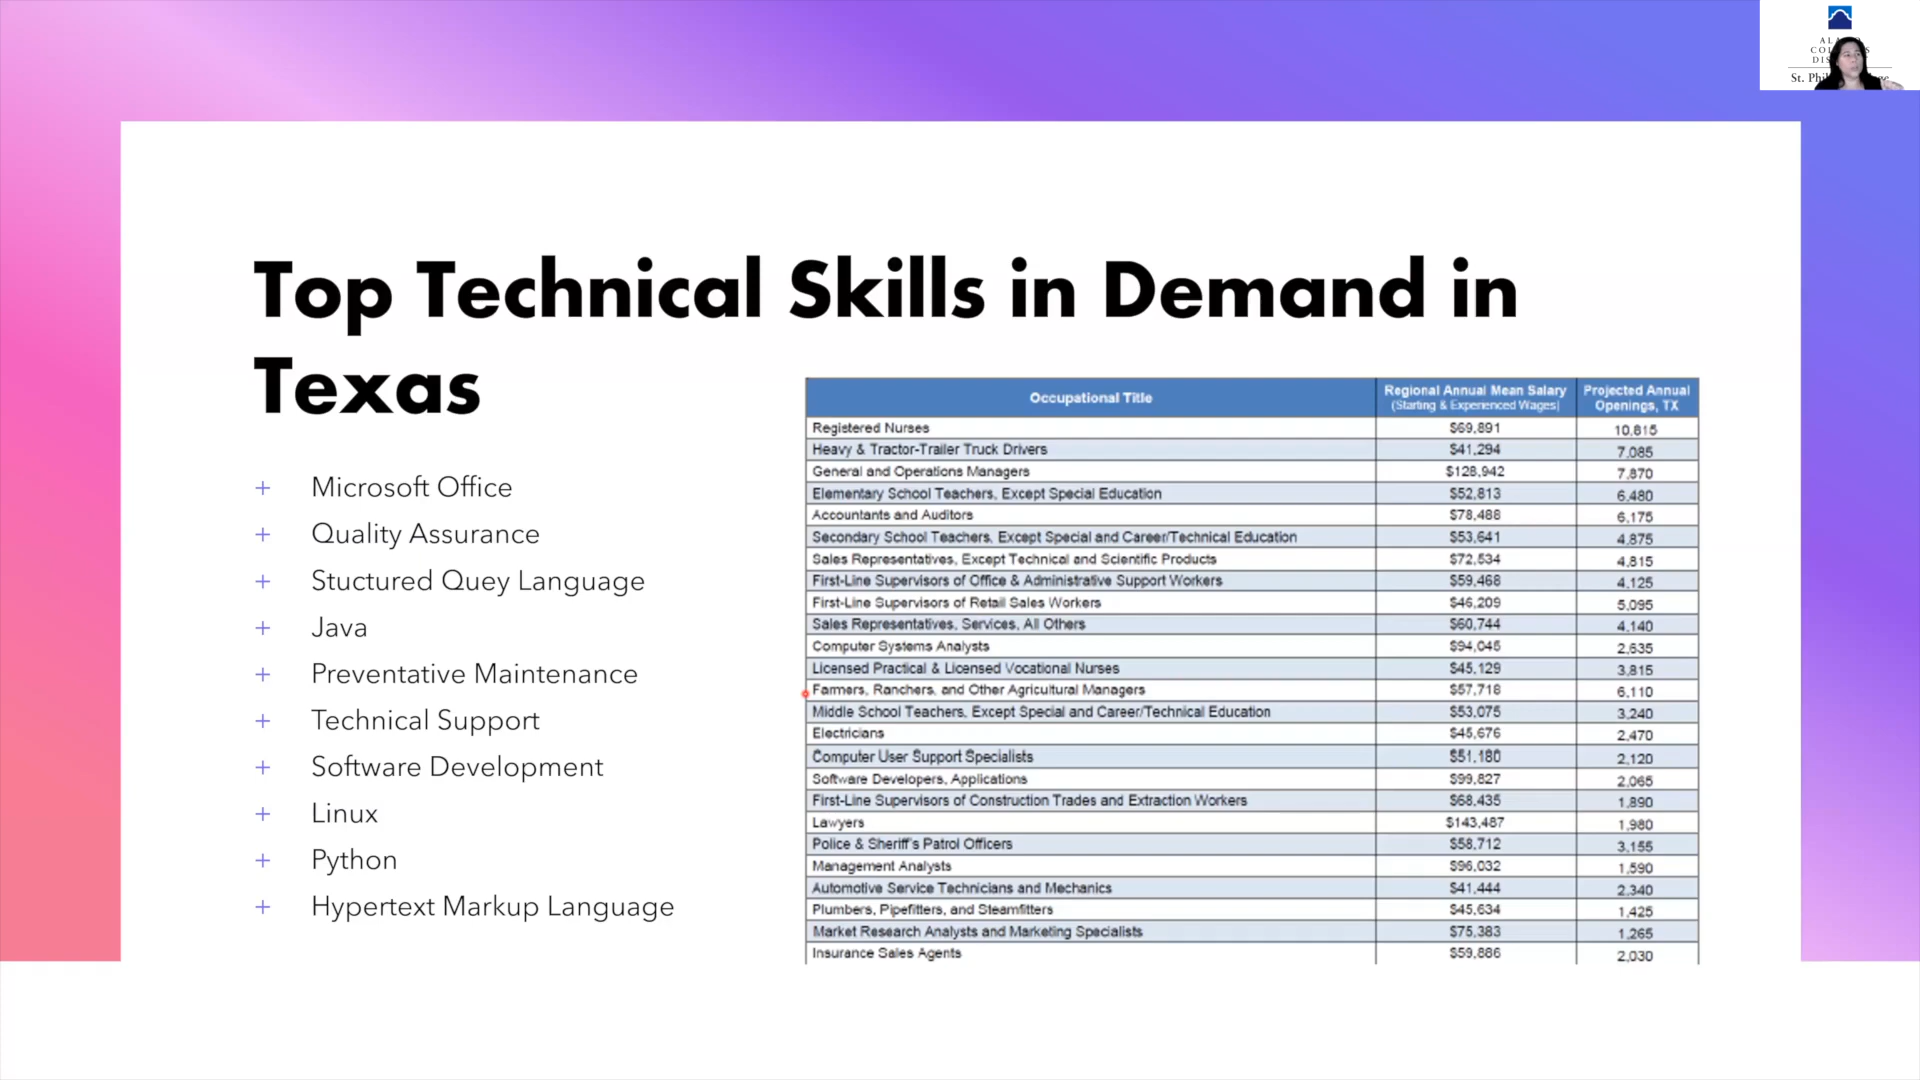 Top Technical Skills in Demand in
Texas
+ Microsoft Office
+ Quality Assurance
+ Stuctured Quey Language
+ Java
+ Preventative Maintenance
+ Technical Support
+ Software Development
+ Linux
+ Python
+ Hypertext Markup Language
Occupational Title Regional Annual Mean Salary (Starting & Experienced Wages) Projected Annual Openings, TX
Registered Nurses $69,891 10,815
Heavy & Tractor-Trailer Truck Drivers $41,294 7,085
General and Operations Managers $128,942 7,870
Elementary School Teachers, Except Special Education $52,813 6,480
Accountants and Auditors $78,488 6,175
Secondary School Teachers, Except Special and Career/Technical Education $53,641 4,875
Sales Representatives, Except Technical and Scientific Products $72,534 4,815
First-Line Supervisors of Office & Administrative Support Workers $59,468 4,125
First-Line Supervisors of Retail Sales Workers $46,209 5,095
Sales Representatives, Services, All Others $60,744 4,140
Computer Systems Analysts $94,045 2,635
Licensed Practical & Licensed Vocational Nurses $45,129 3,815
Farmers, Ranchers, and Other Agricultural Managers $57,718 6,110
Middle School Teachers, Except Special and Career/Technical Education $53,075 3,240
Electricians $45,676 2,470
Computer User Support Specialists $51,180 2,120
Software Developers, Applications $99,827 2,065
First-Line Supervisors of Construction Trades and Extraction Workers $68,435 1,890
Lawyers $143,487 1,980
Police & Sheriff's Patrol Officers $58,712 3,155
Management Analysts $96,032 1,590
Automotive Service Technicians and Mechanics $41,444 2,340
Plumbers, Pipefitters, and Steamfitters $45,634 1,425
Market Research Analysts and Marketing Specialists $75,383 1,265
Insurance Sales Agents $59,886 2,030